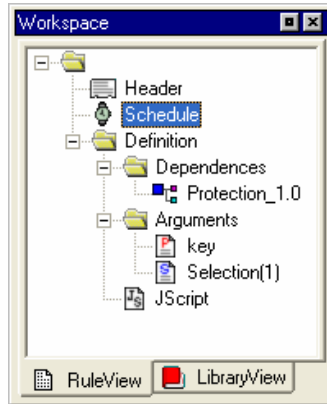 Workspace
Header
Schedule
Definition
Dependences
Protection_1.0
Arguments
key
Selection(1)
JScript
RuleView
LibraryView